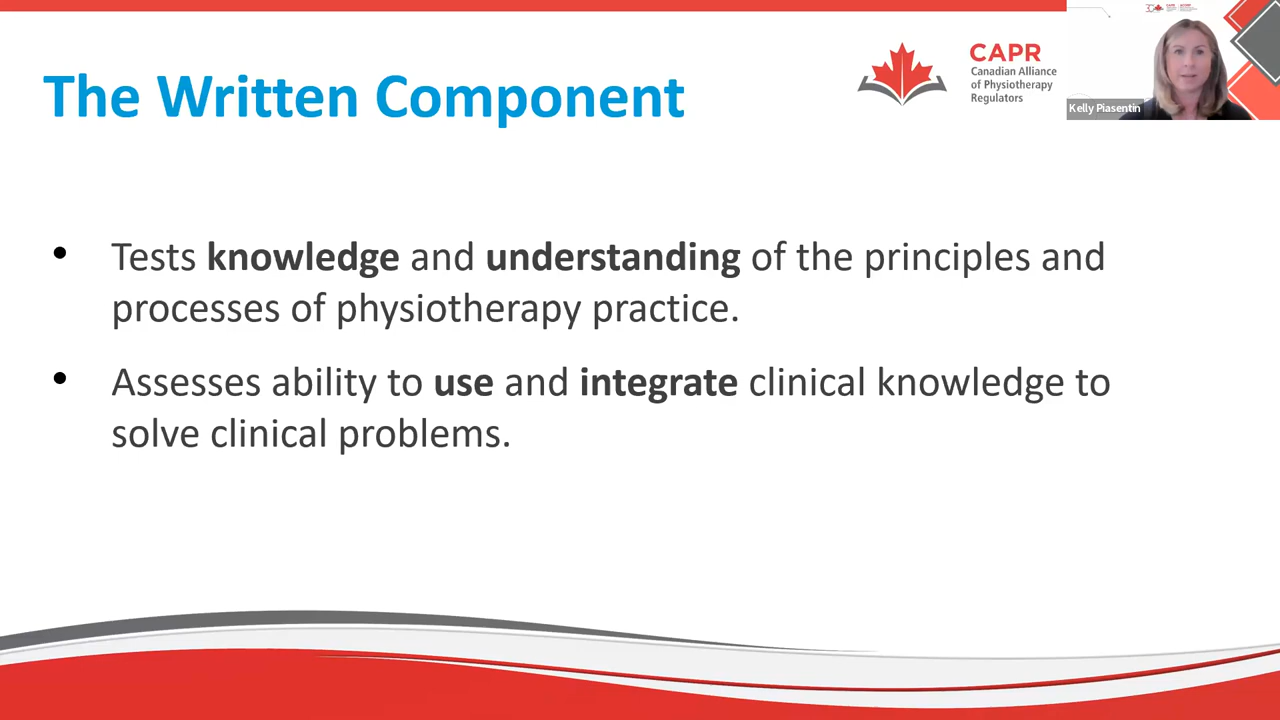 The Written Component
CAPR
Canadian Alliance
of Physiotherapy
Regulators
Kelly Piasentin
• Tests knowledge and understanding of the principles and
processes of physiotherapy practice.
• Assesses ability to use and integrate clinical knowledge to
solve clinical problems.